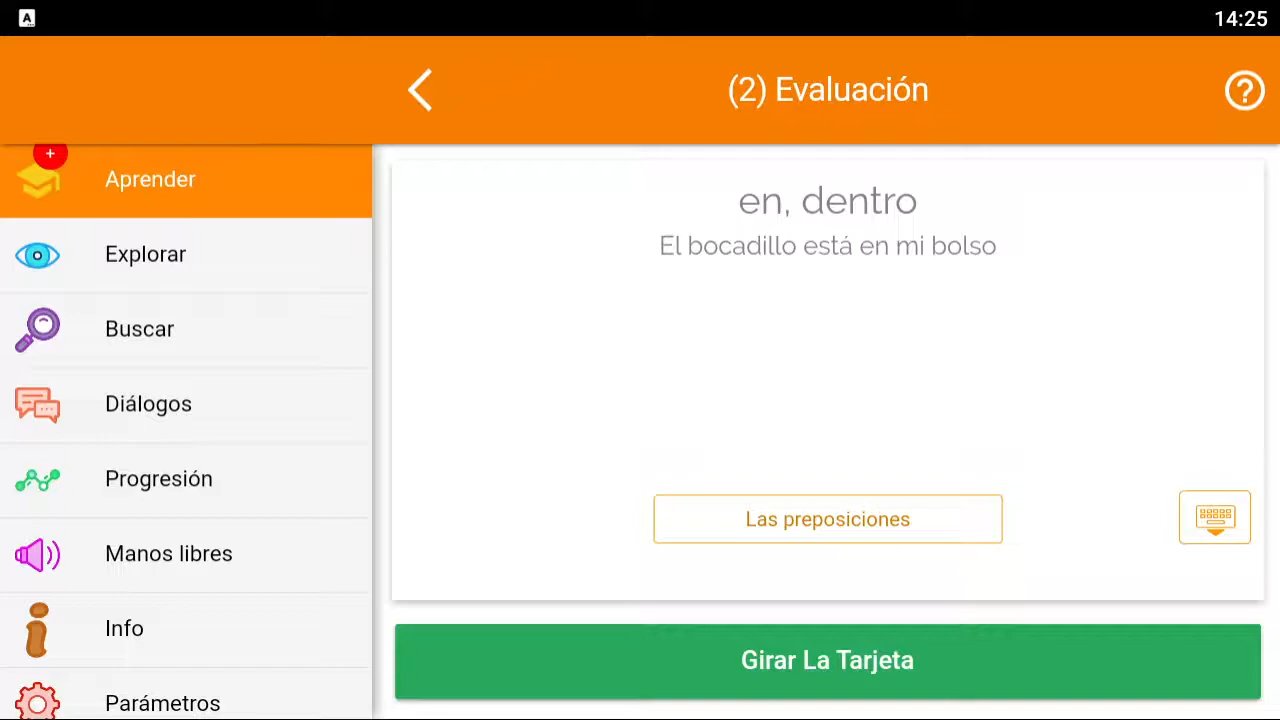 A
14:25
(2) Evaluación
+
Aprender
Explorar
Buscar
Diálogos
Progresión
Manos libres
Info
Parámetros
en, dentro
El bocadillo está en mi bolso
Las preposiciones
Girar La Tarjeta